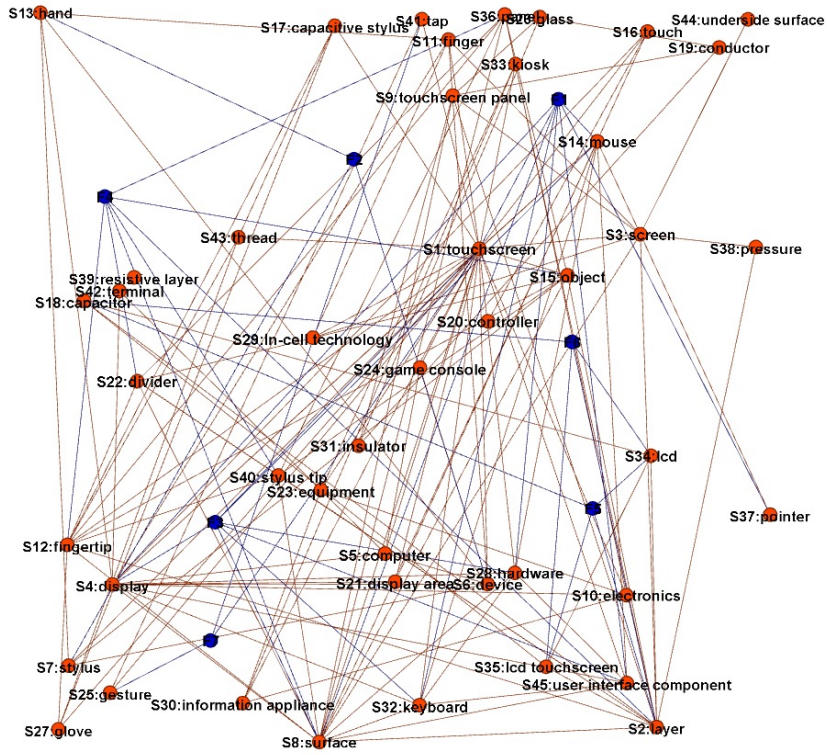 S13:hand
S17:capacitive stylus
S41:tap
S11:finger
S16:touch
S44:underside surface
S19:conductor
S33:kiosk
S9:touchscreen panel
S14:mouse
S43:thread
S1:touchscreen
S3:screen
S38:pressure
S39:resistive layer
S42:terminal
S18:capacitor
S15:object
S20:controller
S29:In-cell technology
S24:game console
S22:divider
S31:insulator
S34:lcd
S40:stylus tip
S23:equipment
S37:pointer
S12:fingertip
S5:computer
S28:hardware
S4:display
S21:display area
S6:device
S10:electronics
S7:stylus
S35:lcd touchscreen
S25:gesture
S45:user interface component
S30:information appliance
S32:keyboard
S27:glove
S8:surface
S2:layer